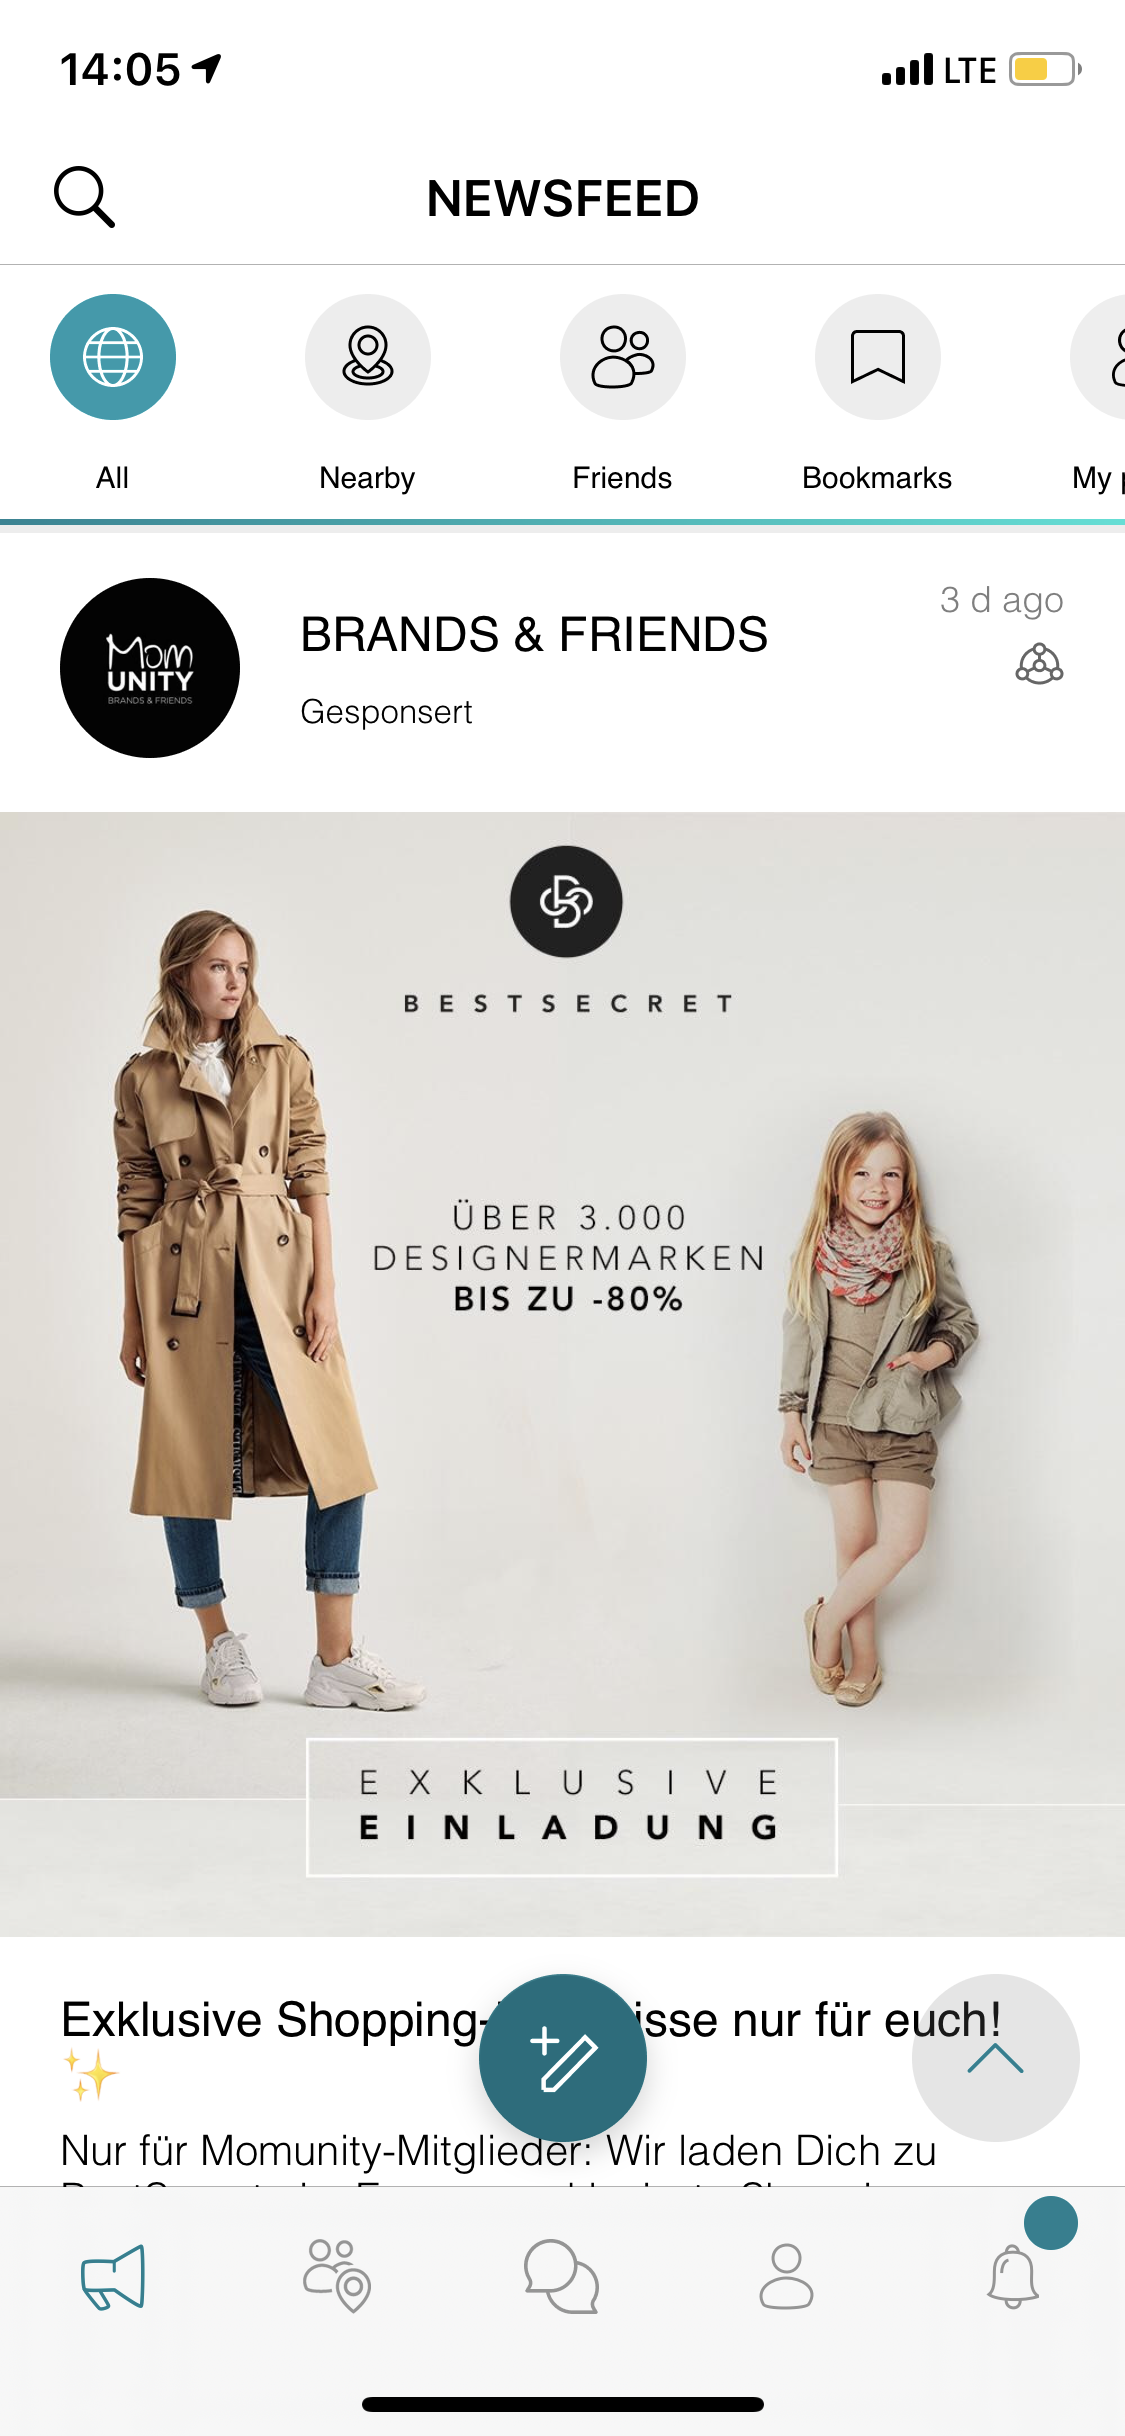 14:05
LTE
NEWSFEED
All
Nearby
Friends
Bookmarks
My
Mom
UNITY
BRANDS & FRIENDS
BRANDS & FRIENDS
3 d ago
Gesponsert
BESTSECRET
ÜBER 3.000
DESIGNERMARKEN
BIS ZU -80%
EXKLUSIVE
EINLADUNG
Exklusive Shopping- isse nur für euch!
✨
Nur für Momunity-Mitglieder: Wir laden Dich zu